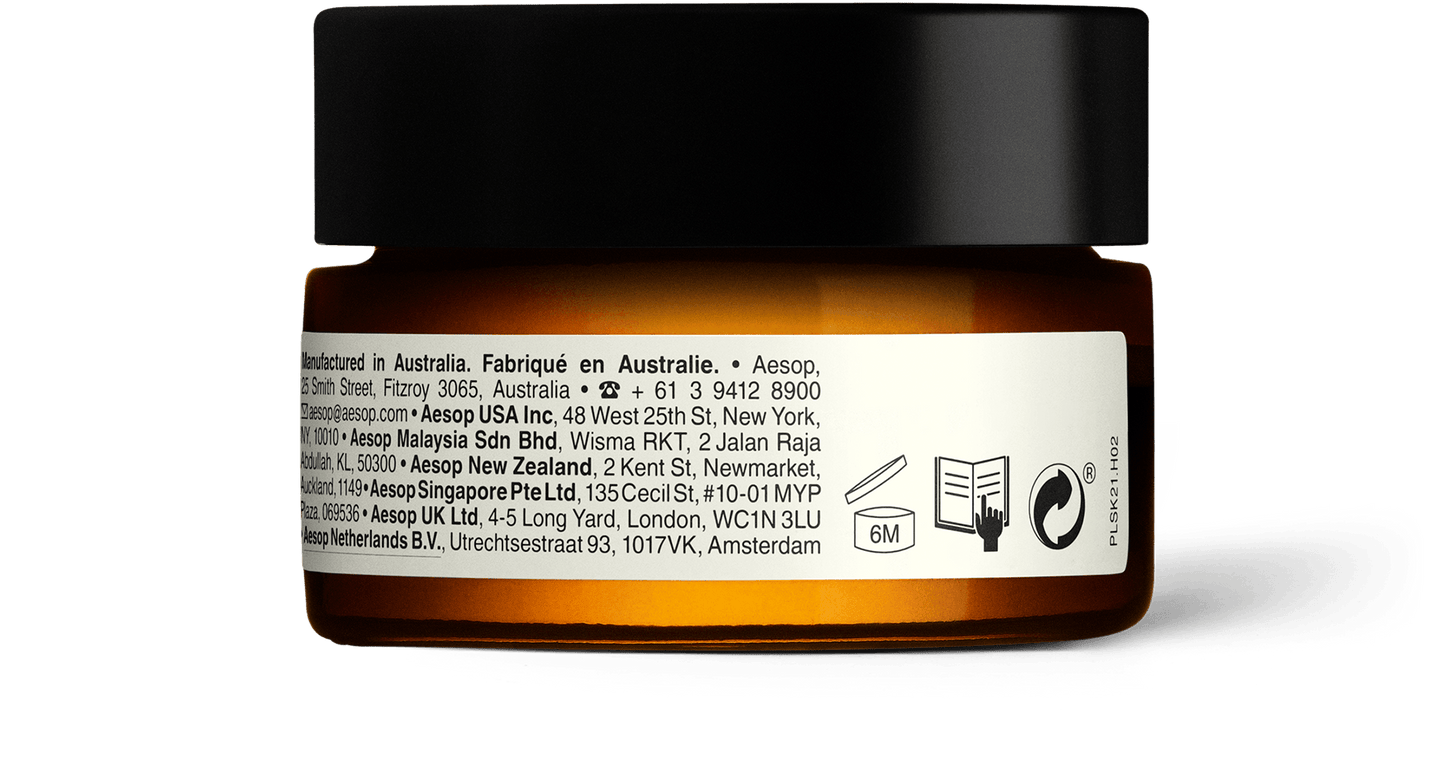 Manufactured in Australia. Fabriqué en Australie. • Aesop,
25 Smith Street, Fitzroy 3065, Australia • ☎ + 61 3 9412 8900
✉aesop@aesop.com • Aesop USA Inc, 48 West 25th St, New York,
NY, 10010 • Aesop Malaysia Sdn Bhd, Wisma RKT, 2 Jalan Raja
Abdullah, KL, 50300 • Aesop New Zealand, 2 Kent St, Newmarket,
Auckland, 1149 • Aesop Singapore Pte Ltd, 135 Cecil St, #10-01 MYP
Plaza, 069536 • Aesop UK Ltd, 4-5 Long Yard, London, WC1N 3LU
• Aesop Netherlands B.V., Utrechtsestraat 93, 1017VK, Amsterdam
6M
®
PLSK21.H02